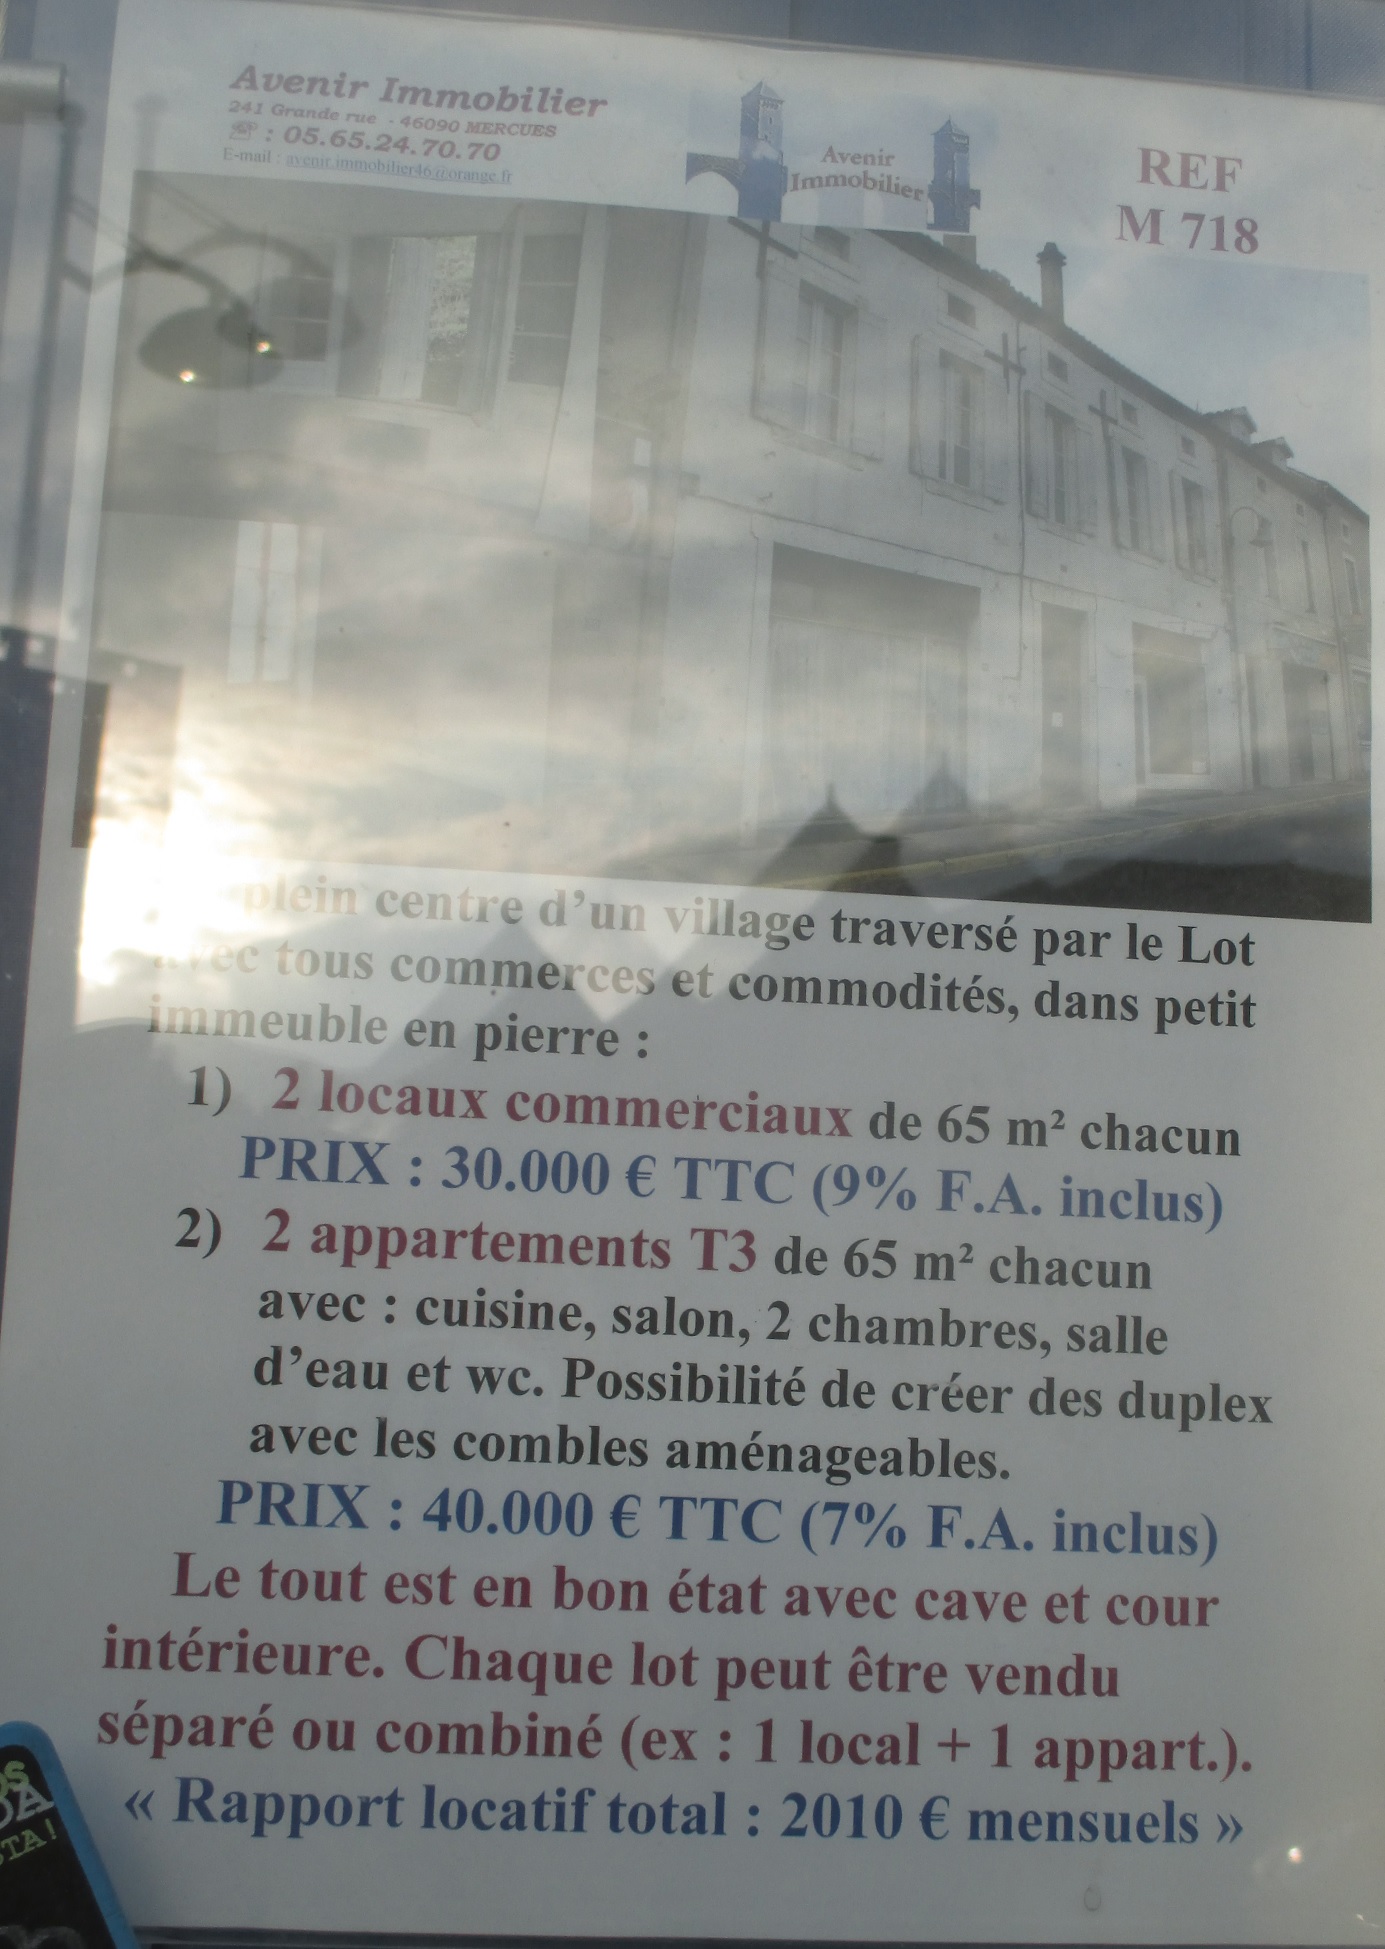 Avenir Immobilier
241 Grande rue - 46090 MERCUES
☏ : 05.65.24.70.70
E-mail : avenir.immobilier46@orange.fr
Avenir
Immobilier
REF
M 718
plein centre d'un village traversé par le Lot
avec tous commerces et commodités, dans petit
immeuble en pierre :
1) 2 locaux commerciaux de 65 m² chacun
PRIX : 30.000 € TTC (9% F.A. inclus)
2) 2 appartements T3 de 65 m² chacun
avec : cuisine, salon, 2 chambres, salle
d'eau et wc. Possibilité de créer des duplex
avec les combles aménageables.
PRIX : 40.000 € TTC (7% F.A. inclus)
Le tout est en bon état avec cave et cour
intérieure. Chaque lot peut être vendu
séparé ou combiné (ex : 1 local + 1 appart.).
« Rapport locatif total : 2010 € mensuels »